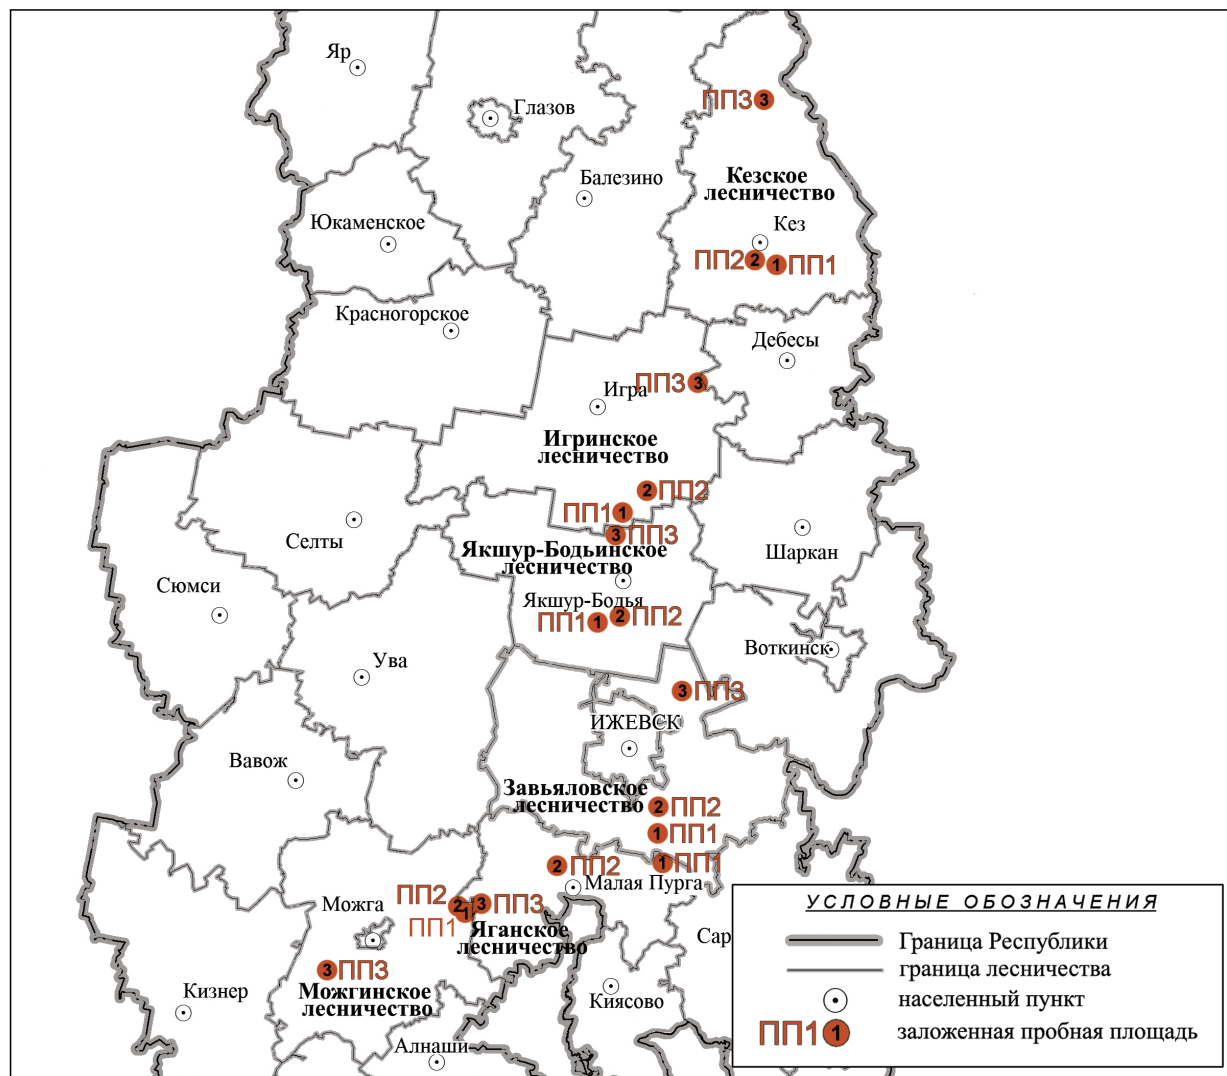 Яр
Глазов
ПП3 3
Балезино
Кезское
лесничество
Юкаменское
Кез
ПП2 2
1 ПП1
Красногорское
Дебесы
ПП3 3
Игра
Игринское
лесничество
2 ПП2
ПП1 1
3 ПП3
Селты
Якшур-Бодьинское
лесничество
Шаркан
Сюмси
Якшур-Бодья
ПП1 1
2 ПП2
Воткинск
Ува
3 ПП3
ИЖЕВСК
Вавож
Завьяловское
лесничество
2 ПП2
1 ПП1
1 ПП1
2 ПП2
Малая Пурга
ПП2 2
3 ПП3
Можга
ПП1 1
Яганское
лесничество
Сар
3 ПП3
Можгинское
лесничество
Кизнер
Киясово
Алнаши
УСЛОВНЫЕ ОБОЗНАЧЕНИЯ
Граница Республики
граница лесничества
населенный пункт
ПП1 1 заложенная пробная площадь